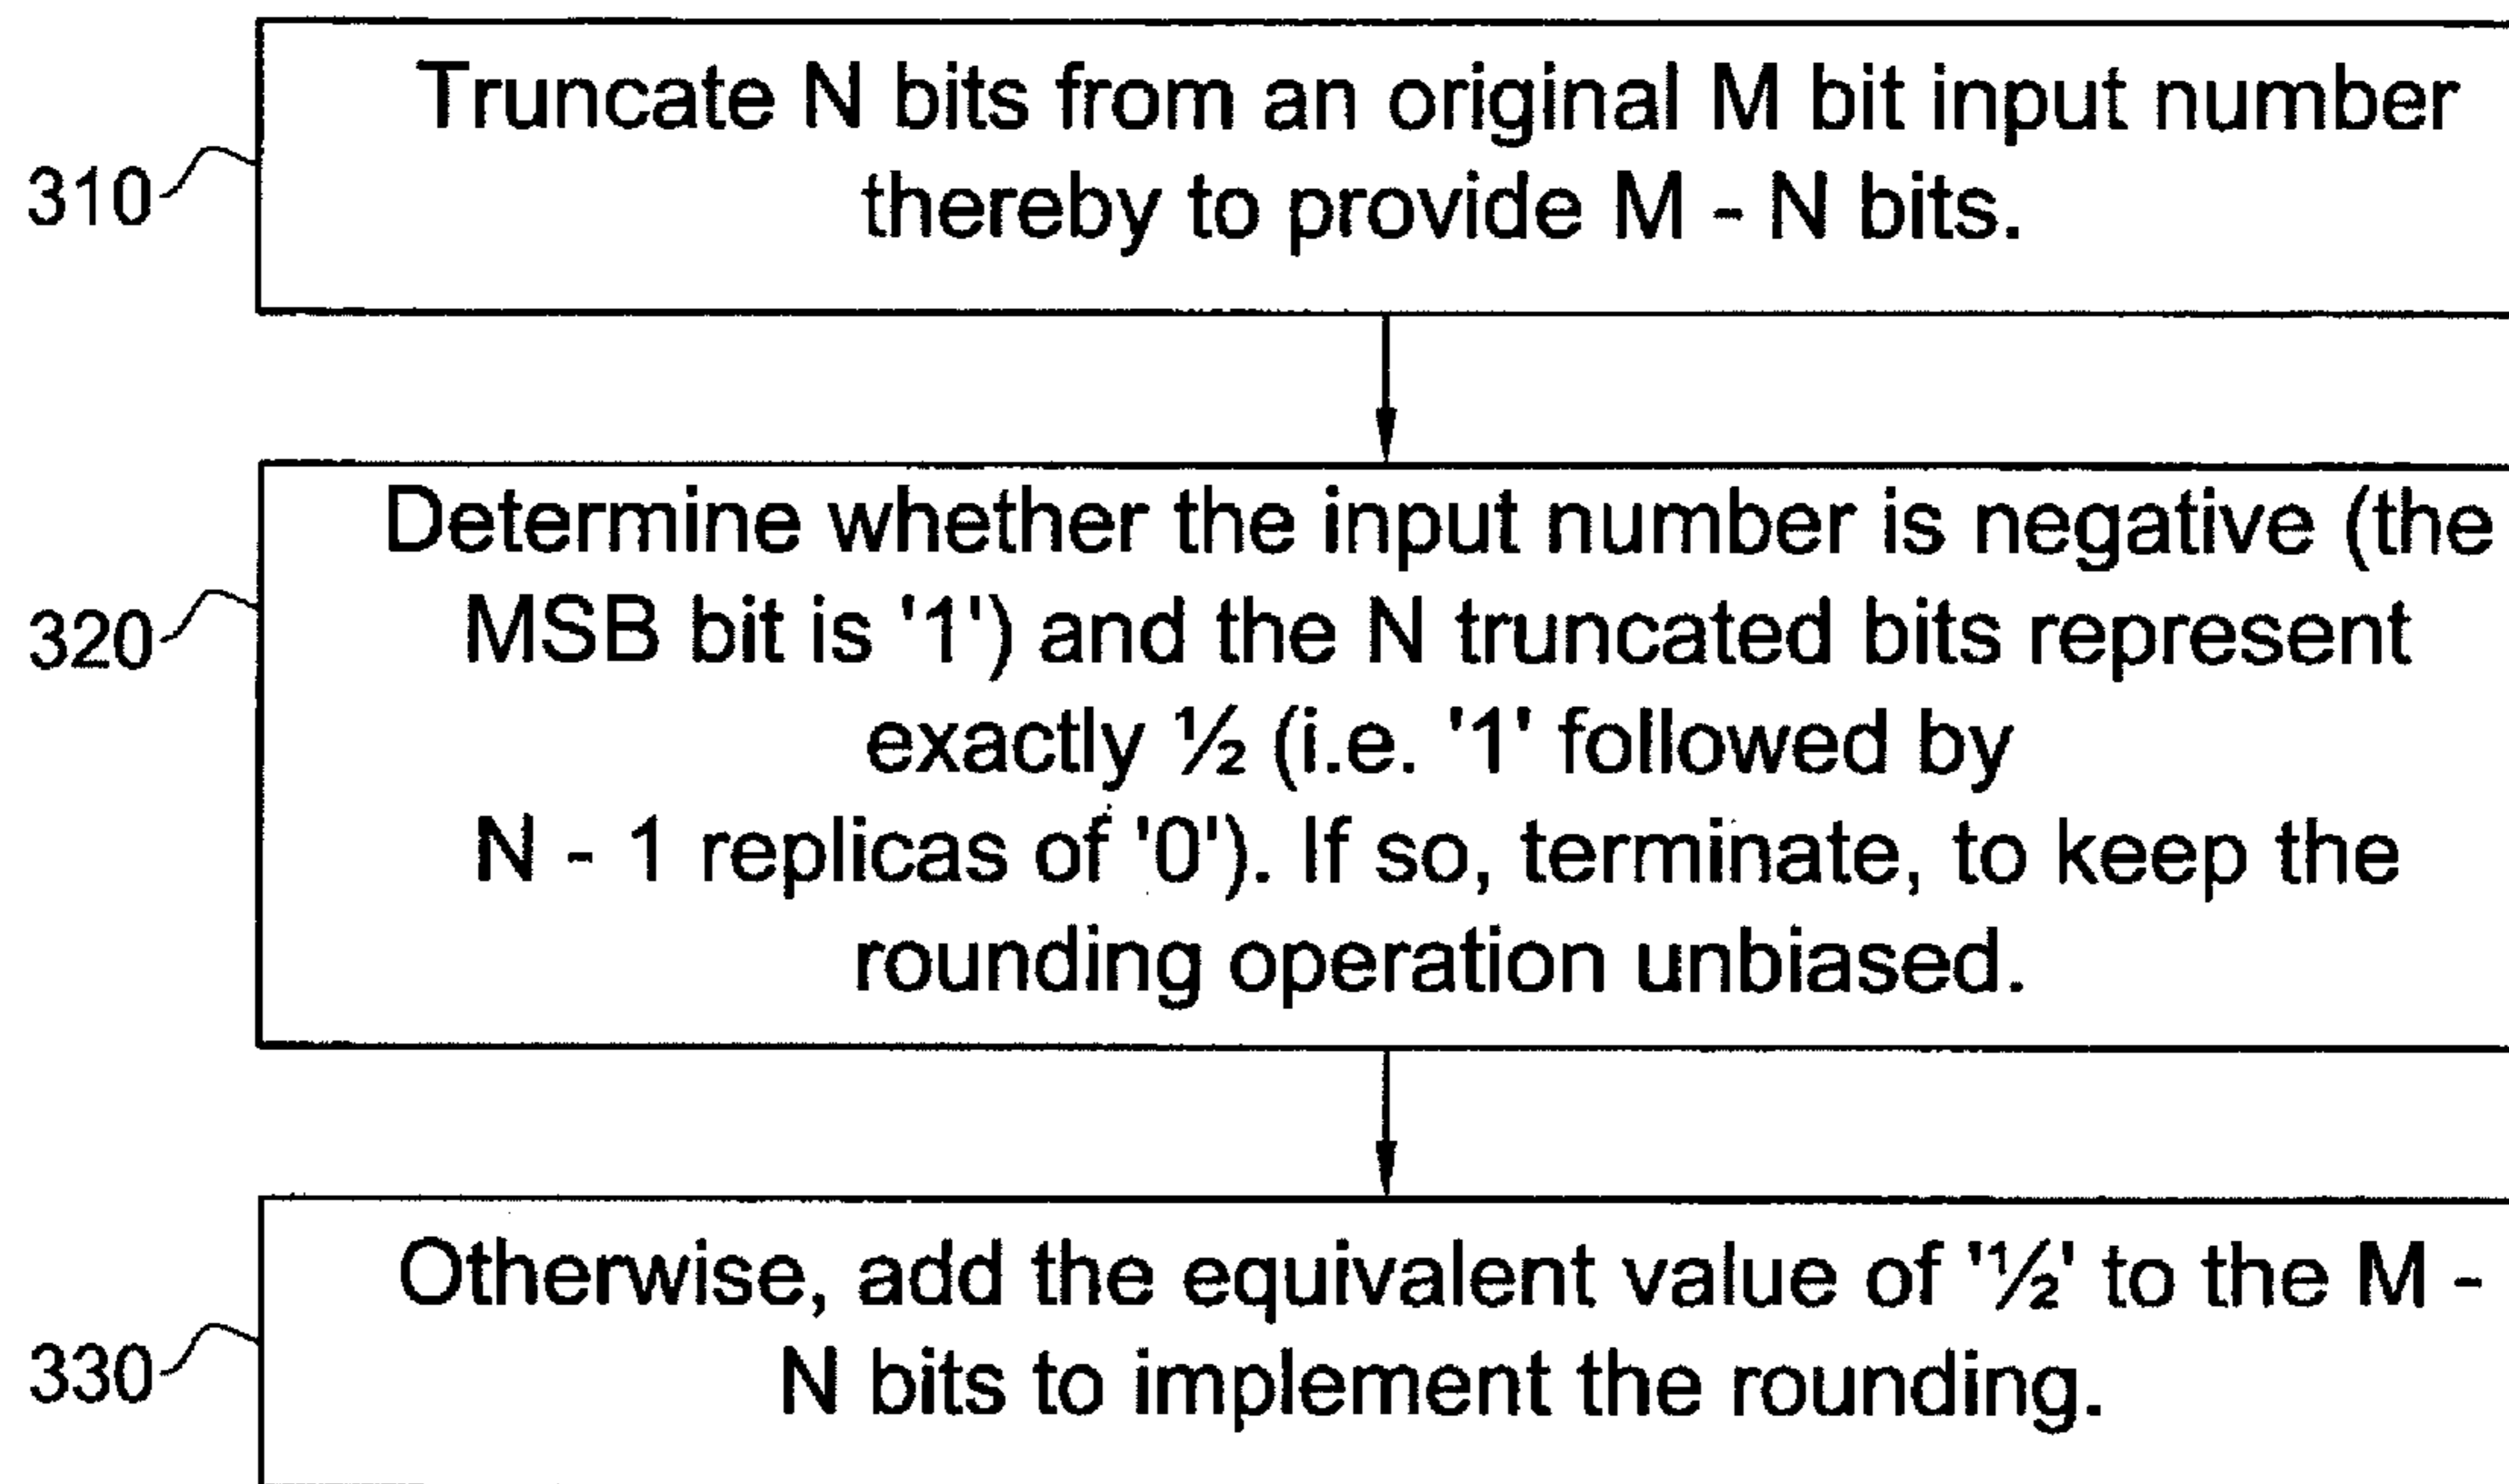 Truncate N bits from an original M bit input number
thereby to provide M - N bits.
310
Determine whether the input number is negative (the
MSB bit is '1') and the N truncated bits represent
exactly ½ (i.e. '1' followed by
N - 1 replicas of '0'). If so, terminate, to keep the
rounding operation unbiased.
320
Otherwise, add the equivalent value of '½' to the M -
N bits to implement the rounding.
330